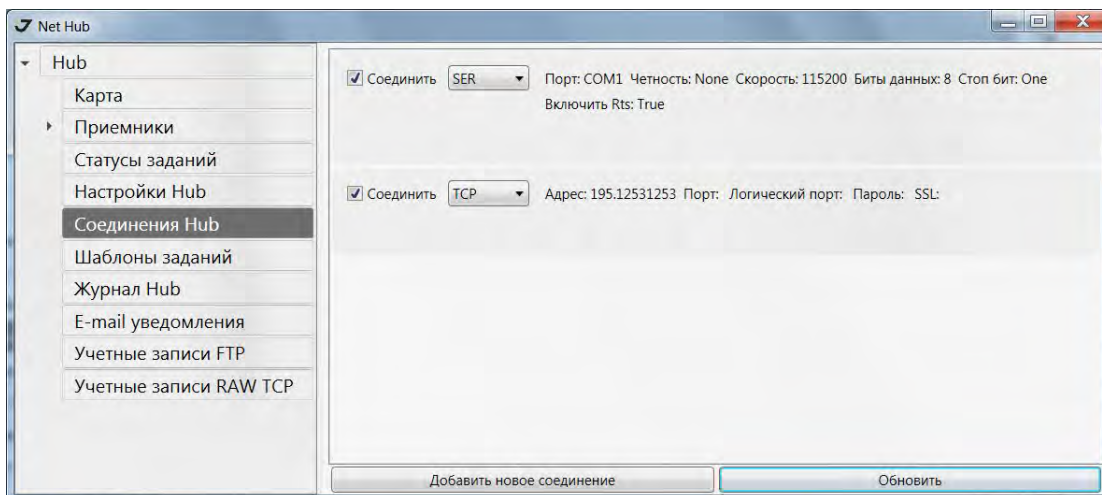 Net Hub
Hub
Карта
Приемники
Статусы заданий
Настройки Hub
Соединения Hub
Шаблоны заданий
Журнал Hub
E-mail уведомления
Учетные записи FTP
Учетные записи RAW TCP
Соединить SER Порт: COM1 Четность: None Скорость: 115200 Биты данных: 8 Стоп бит: One
Включить Rts: True
Соединить TCP Адрес: 195.12531253 Порт: Логический порт: Пароль: SSL:
Добавить новое соединение Обновить